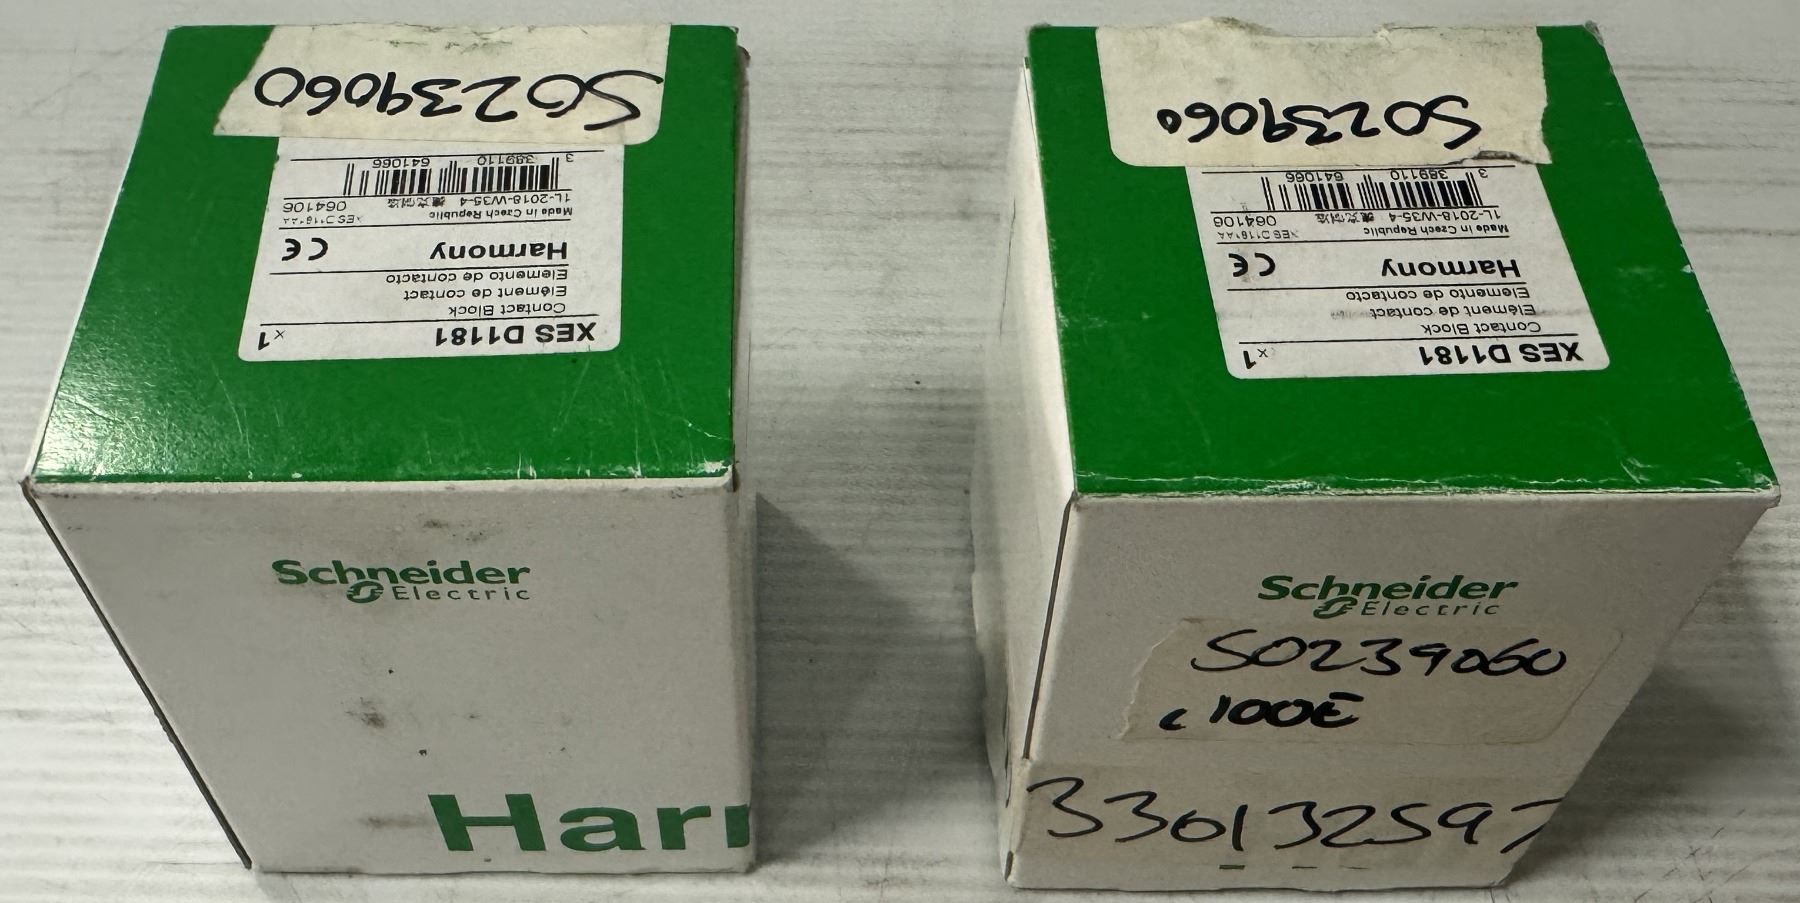 S0239060
XES D1181 x1
Contact Block
Elément de contact
Elemento de contacto
Harmony CE
Made in Czech Republic
1L-2018-W35-4 064106
3 389110 641066
Schneider
Electric
Harm
S0239060
XES D1181 x1
Contact Block
Elément de contact
Elemento de contacto
Harmony CE
Made in Czech Republic
1L-2018-W35-4 064106
3 389110 641066
Schneider
Electric
S0239060
100E
330132597